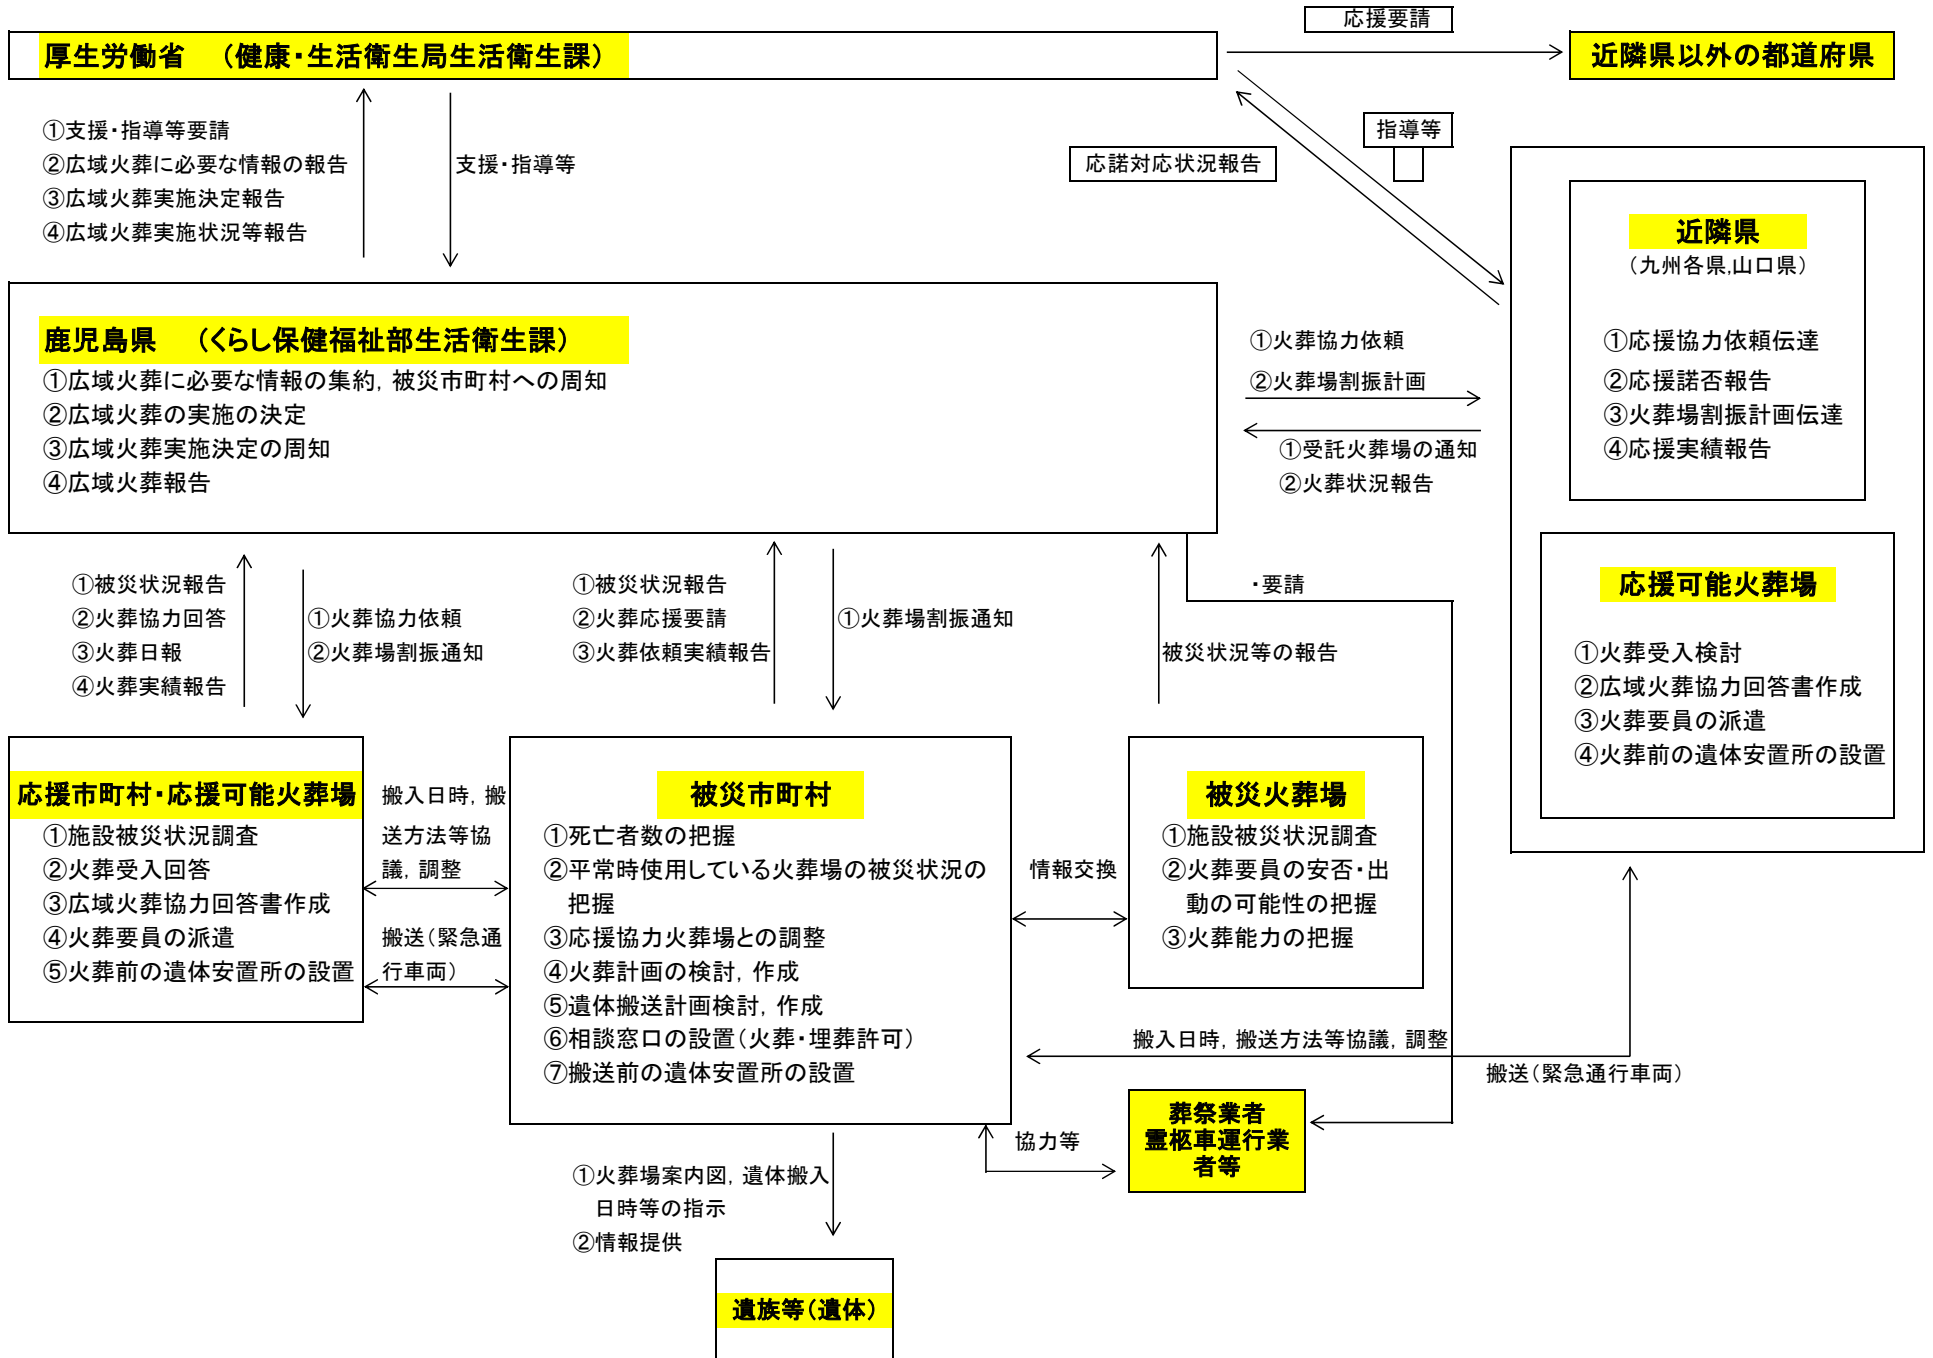 応援要請
厚生労働省　（健康・生活衛生局生活衛生課）
近隣県以外の都道府県
①支援・指導等要請
②広域火葬に必要な情報の報告
③広域火葬実施決定報告
④広域火葬実施状況等報告
支援・指導等
指導等
応諾対応状況報告
近隣県
（九州各県,山口県）
①応援協力依頼伝達
②応援諾否報告
③火葬場割振計画伝達
④応援実績報告
鹿児島県　（くらし保健福祉部生活衛生課）
①広域火葬に必要な情報の集約，被災市町村への周知
②広域火葬の実施の決定
③広域火葬実施決定の周知
④広域火葬報告
①火葬協力依頼
②火葬場割振計画
①受託火葬場の通知
②火葬状況報告
応援可能火葬場
①火葬受入検討
②広域火葬協力回答書作成
③火葬要員の派遣
④火葬前の遺体安置所の設置
①被災状況報告
②火葬協力回答
③火葬日報
④火葬実績報告
①火葬協力依頼
②火葬場割振通知
①被災状況報告
②火葬応援要請
③火葬依頼実績報告
①火葬場割振通知
被災状況等の報告
・要請
応援市町村・応援可能火葬場
①施設被災状況調査
②火葬受入回答
③広域火葬協力回答書作成
④火葬要員の派遣
⑤火葬前の遺体安置所の設置
搬入日時，搬
送方法等協
議，調整
搬送（緊急通
行車両）
被災市町村
①死亡者数の把握
②平常時使用している火葬場の被災状況の
把握
③応援協力火葬場との調整
④火葬計画の検討，作成
⑤遺体搬送計画検討，作成
⑥相談窓口の設置（火葬・埋葬許可）
⑦搬送前の遺体安置所の設置
情報交換
被災火葬場
①施設被災状況調査
②火葬要員の安否・出
動の可能性の把握
③火葬能力の把握
搬入日時，搬送方法等協議，調整
搬送（緊急通行車両）
葬祭業者
霊柩車運行業
者等
協力等
①火葬場案内図，遺体搬入
日時等の指示
②情報提供
遺族等（遺体）